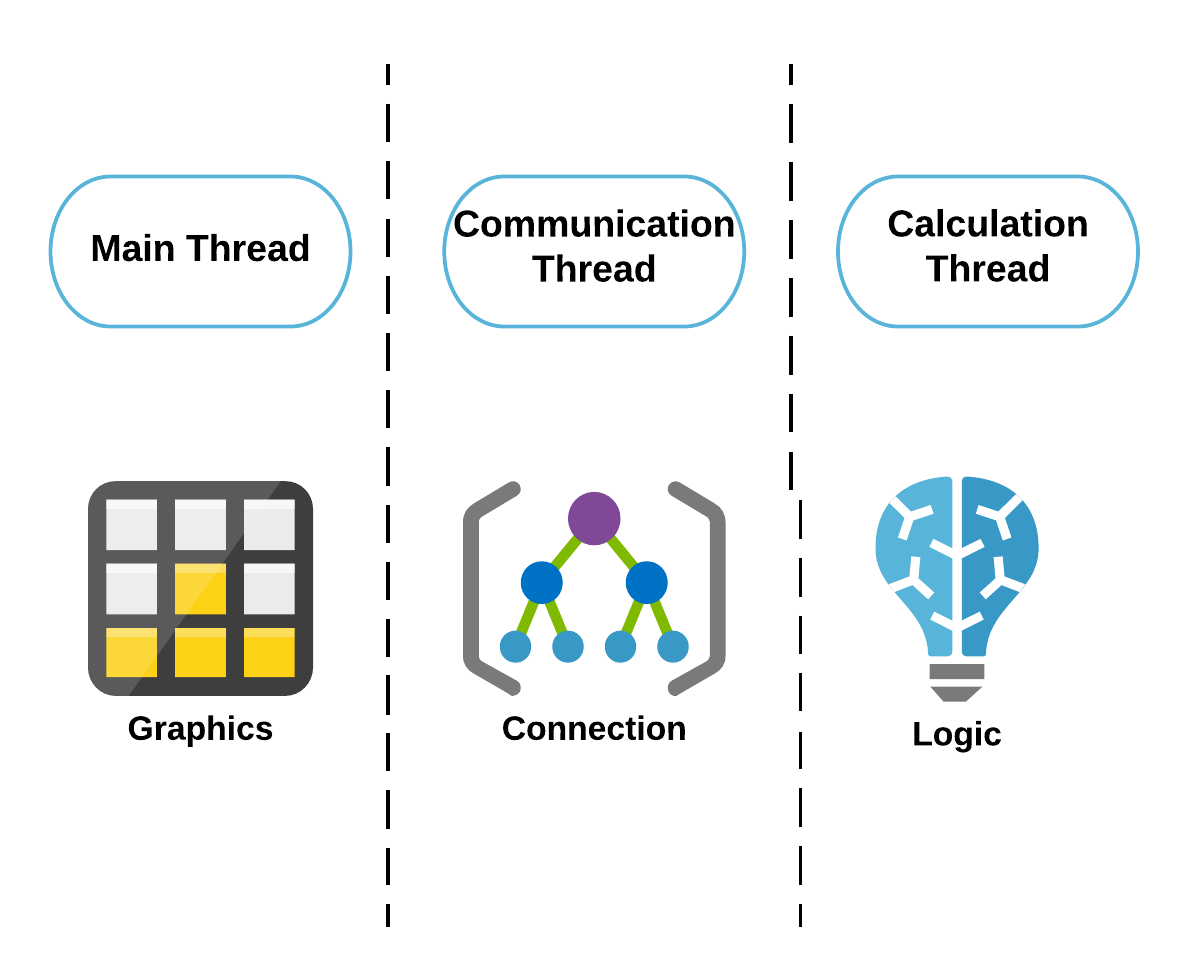 Main Thread
Communication
Thread
Calculation
Thread
Graphics
Connection
Logic